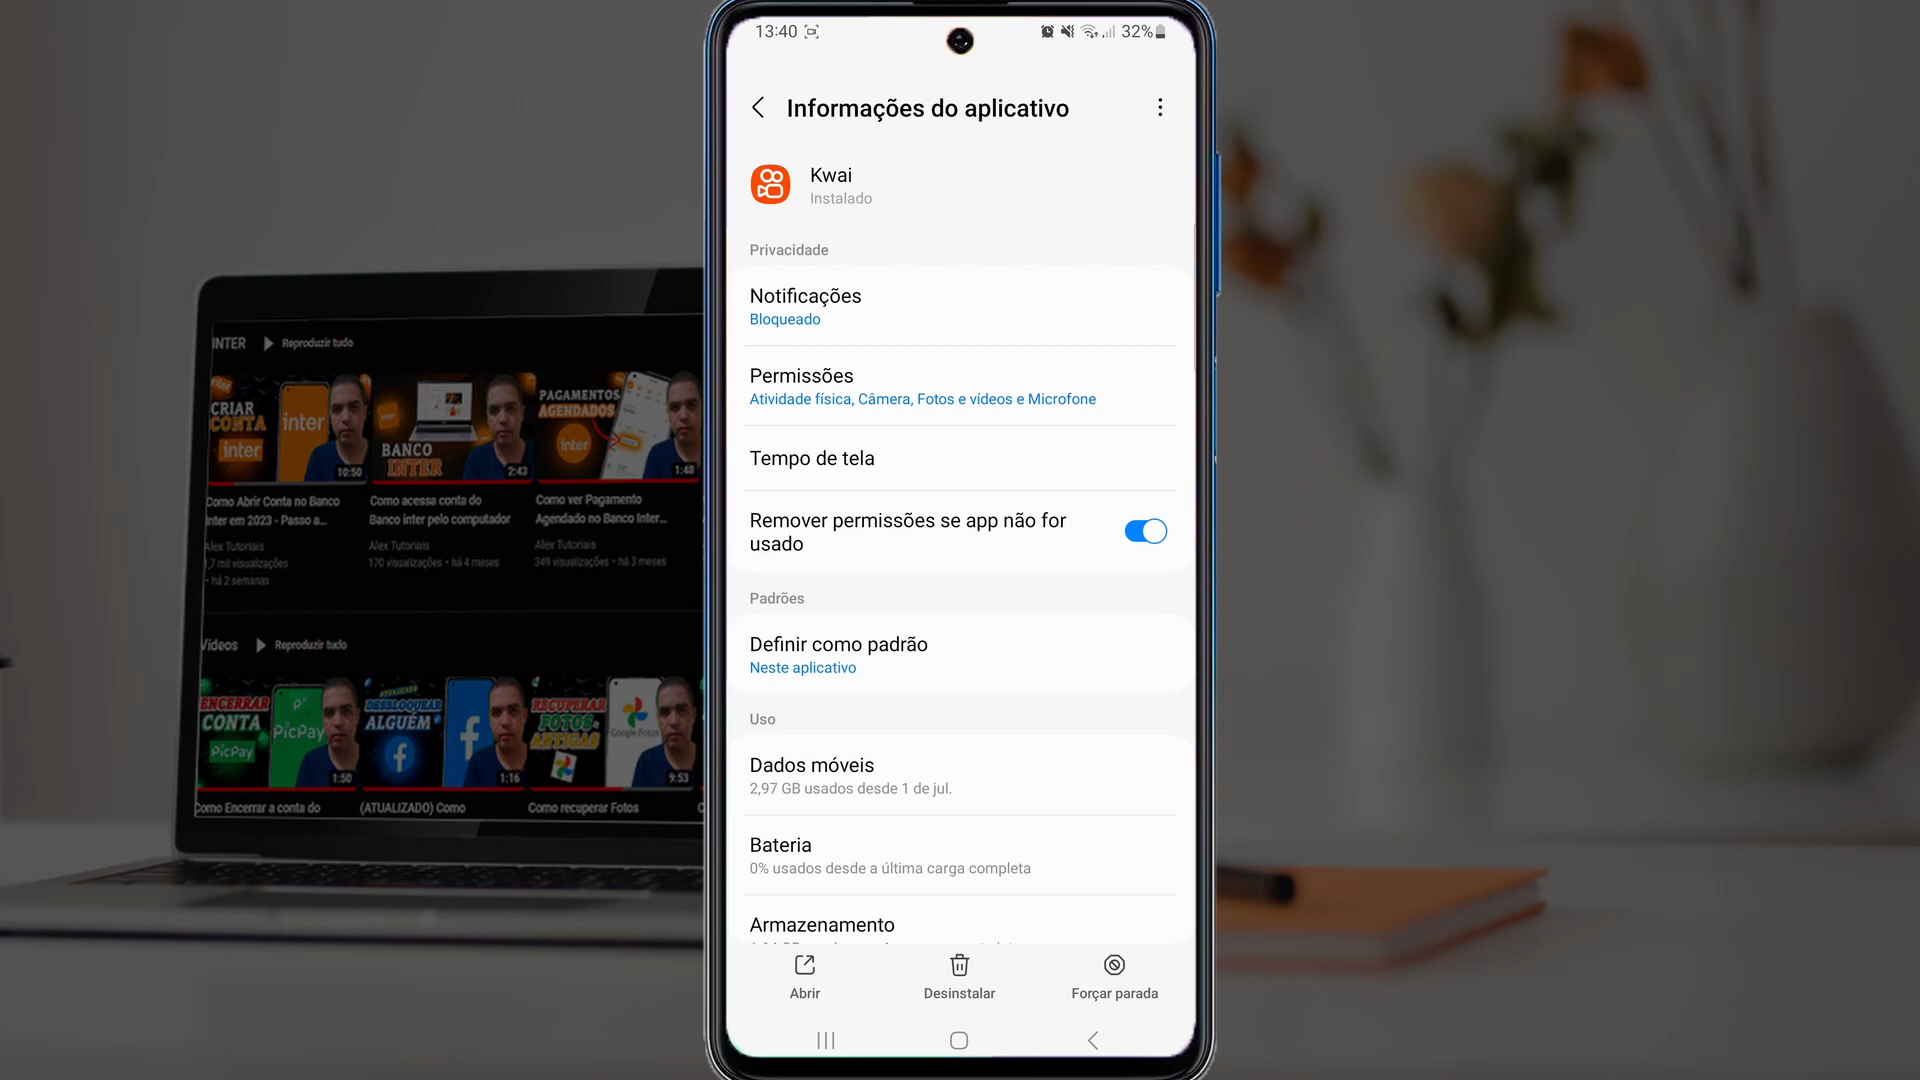 13:40
32%
Informações do aplicativo
Kwai
Instalado
Privacidade
Notificações
Bloqueado
Permissões
Atividade física, Câmera, Fotos e vídeos e Microfone
Tempo de tela
Remover permissões se app não for
usado
Padrões
Definir como padrão
Neste aplicativo
Uso
Dados móveis
2,97 GB usados desde 1 de jul.
Bateria
0% usados desde a última carga completa
Armazenamento
Abrir
Desinstalar
Forçar parada
INTER
Reproduzir tudo
CRIAR
CONTA
inter
inter
10:50
BANCO
INTER
2:43
PAGAMENTOS
AGENDADOS
inter
1:48
Como Abrir Conta no Banco
Inter em 2023 - Passo a...
Alex Tutoriais
1,7 mil visualizações
• há 2 semanas
Como acessa conta do
Banco inter pelo computador
Alex Tutoriais
170 visualizações • há 4 meses
Como ver Pagamento
Agendado no Banco Inter...
Alex Tutoriais
349 visualizações • há 3 meses
Vídeos
Reproduzir tudo
ENCERRAR
CONTA
PicPay
PicPay
1:50
ATUALIZADO
DESBLOQUEAR
ALGUÉM
1:16
RECUPERAR
FOTOS
ANTIGAS
Google Fotos
9:53
Como Encerrar a conta do
(ATUALIZADO) Como
Como recuperar Fotos